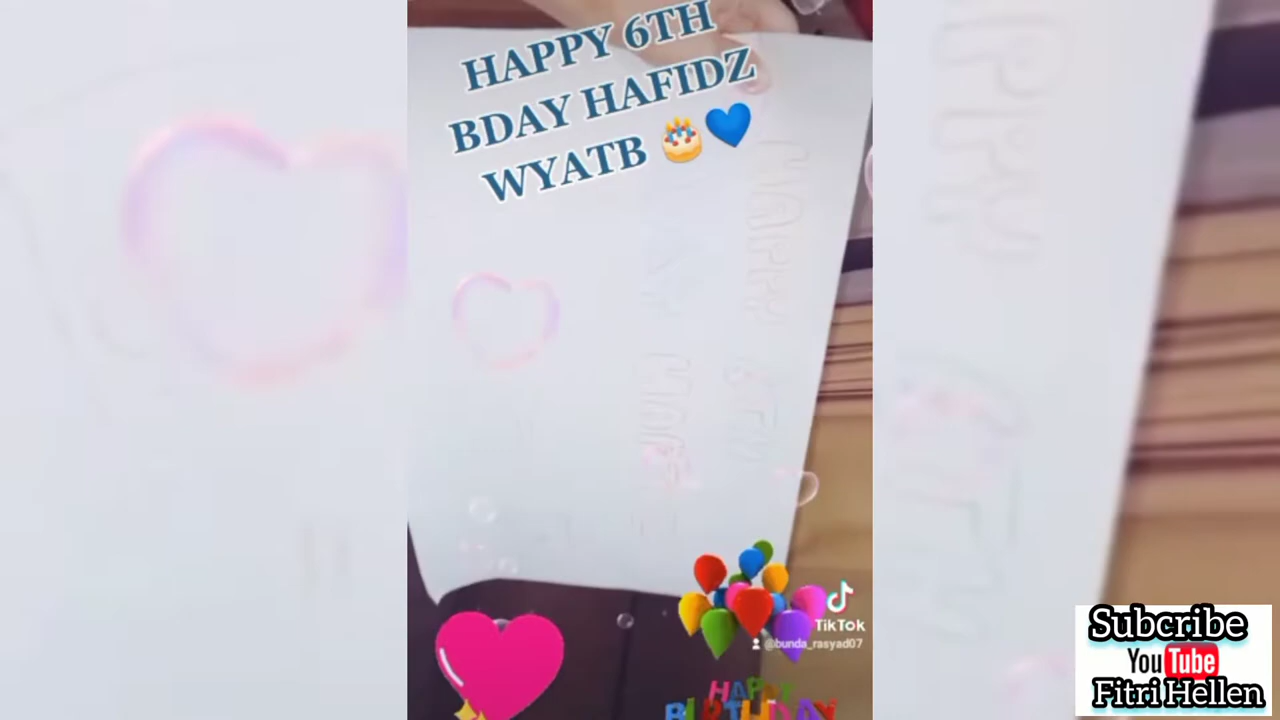 HAPPY 6TH
BDAY HAFIDZ
WYATB 🎂💙
TikTok
@bunda_rasyad07
HAPPY
BIRTHDAY
Subcribe
YouTube
Fitri Hellen